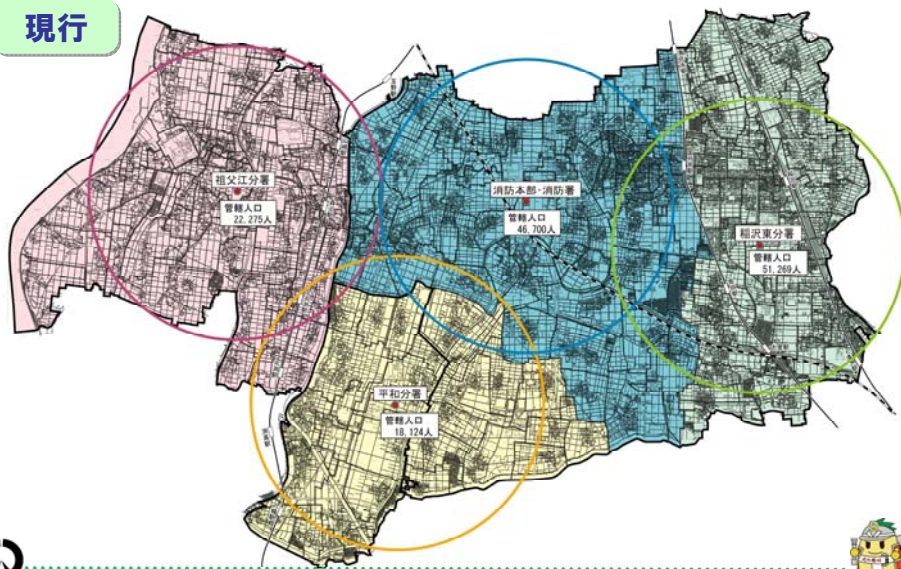 現行
祖父江分署
管轄人口
22,275人
消防本部・消防署
管轄人口
46,700人
稲沢東分署
管轄人口
51,269人
平和分署
管轄人口
18,124人